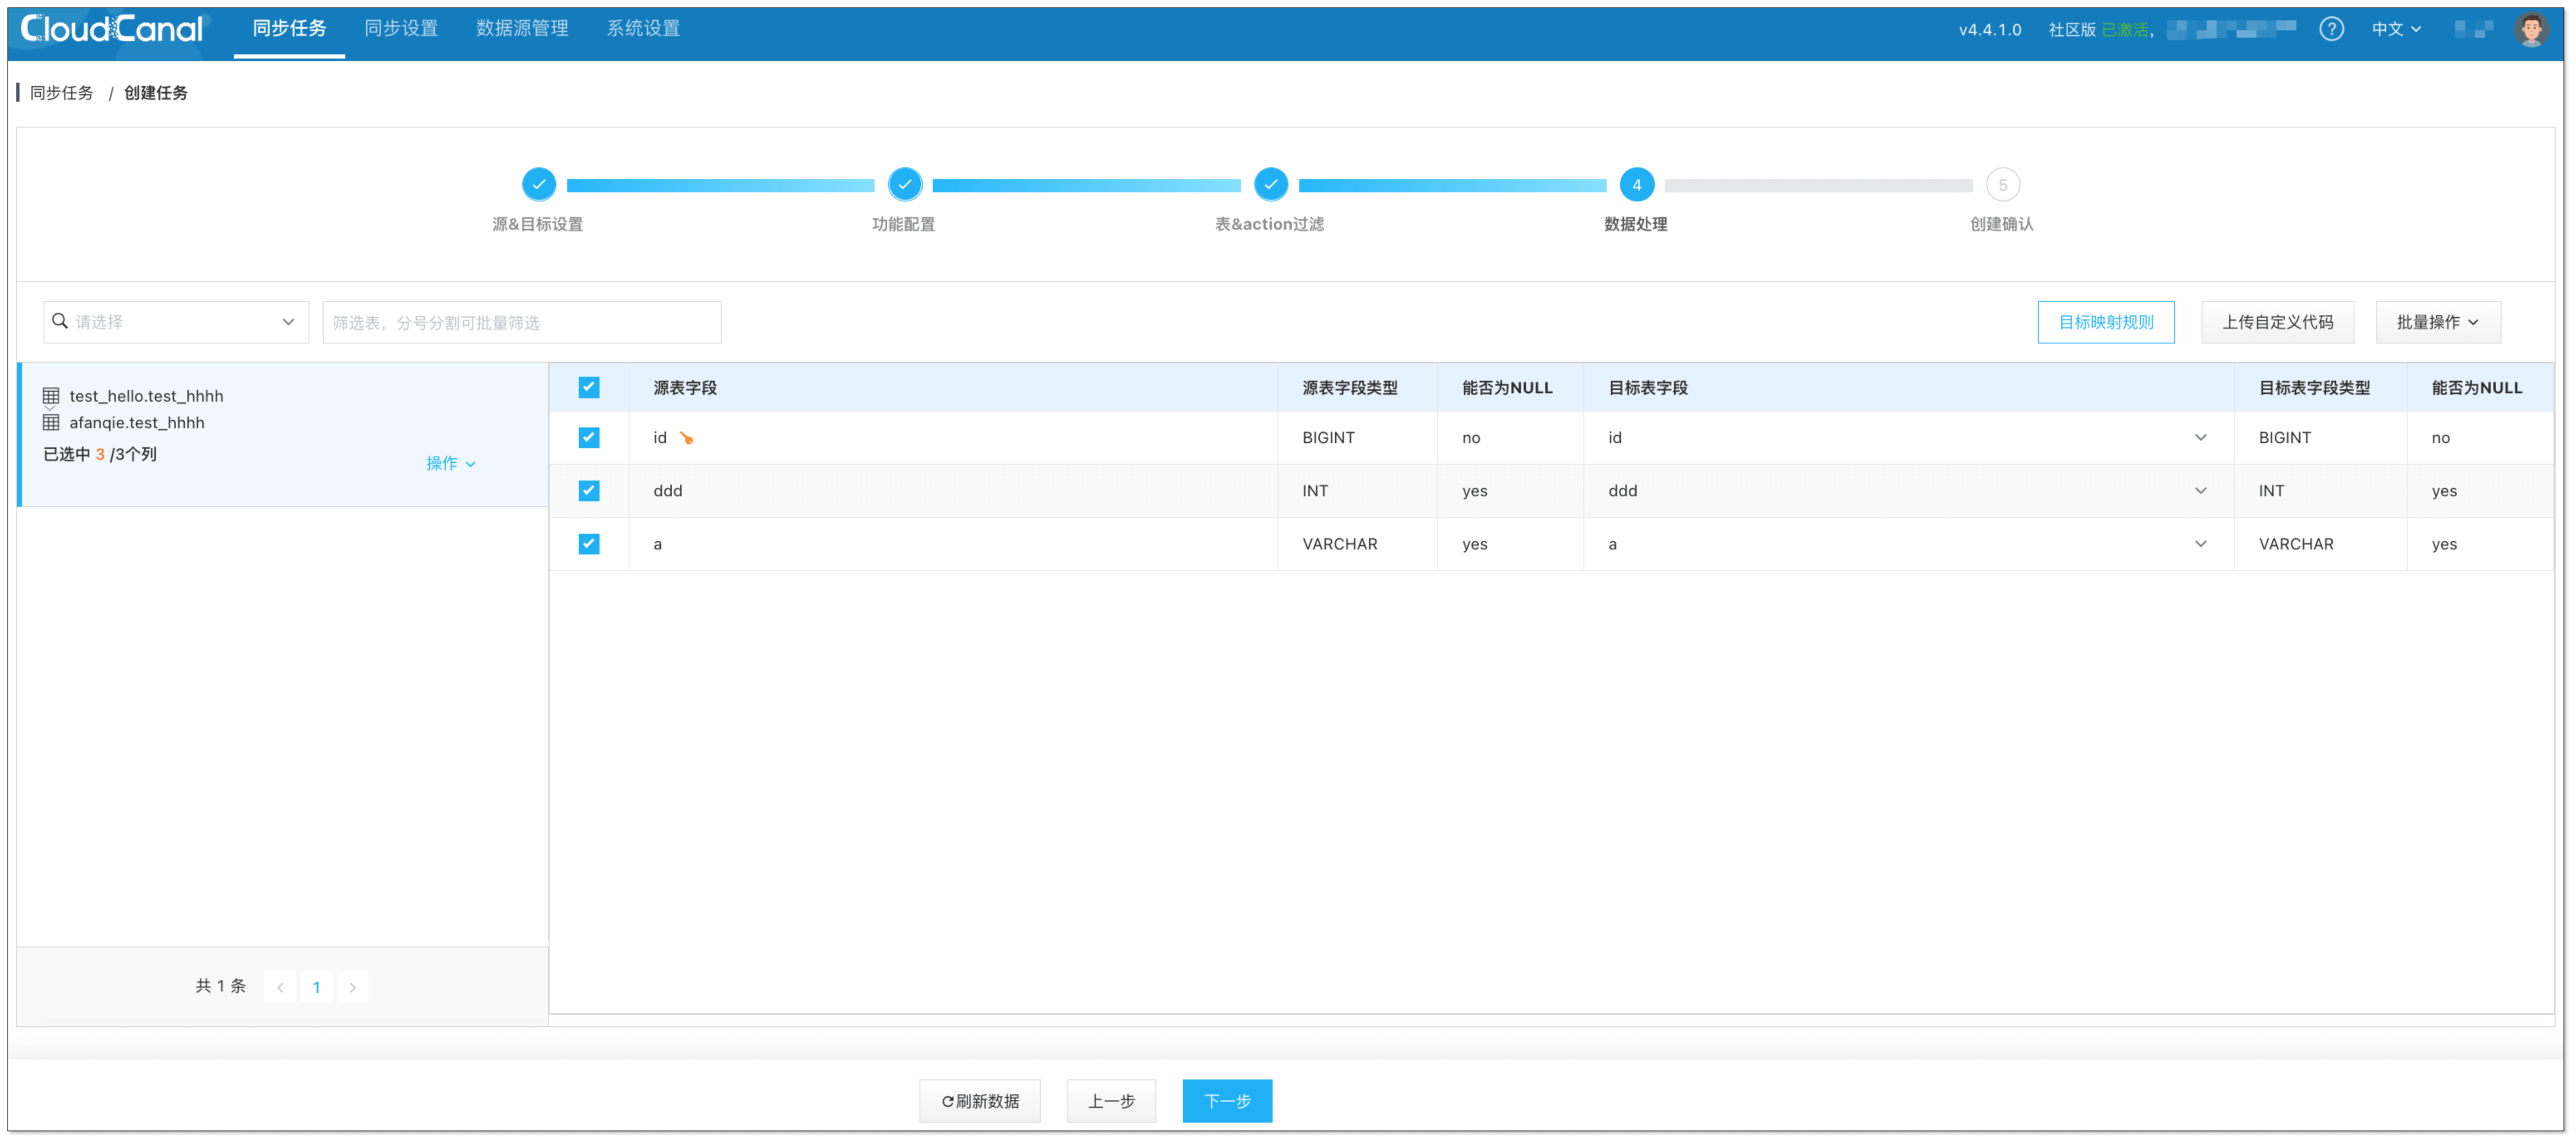 CloudCanal 同步任务 同步设置 数据源管理 系统设置 v4.4.1.0 社区版 已激活, ? 中文
同步任务 / 创建任务
4 5
源&目标设置 功能配置 表&action过滤 数据处理 创建确认
请选择 筛选表，分号分割可批量筛选 目标映射规则 上传自定义代码 批量操作
test_hello.test_hhhh
afanqie.test_hhhh
已选中 3 /3个列
操作
源表字段 源表字段类型 能否为NULL 目标表字段 目标表字段类型 能否为NULL
id BIGINT no id BIGINT no
ddd INT yes ddd INT yes
a VARCHAR yes a VARCHAR yes
共 1 条 < 1 >
刷新数据 上一步 下一步